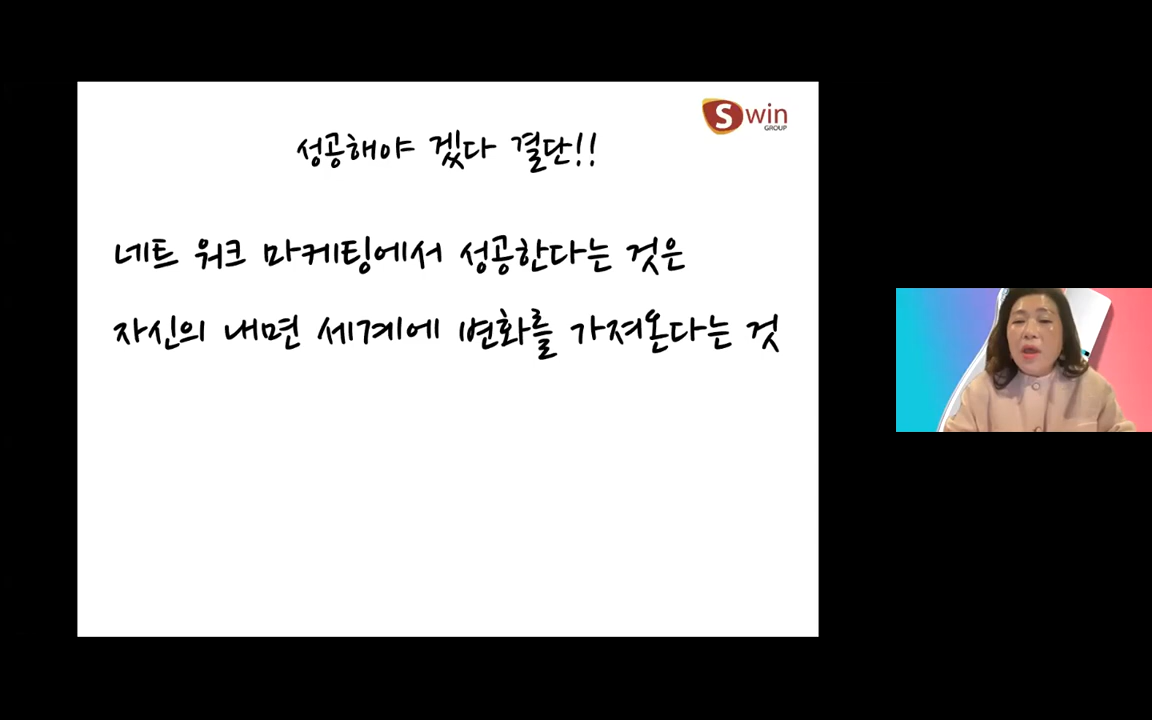 S win
GROUP
성공해야 겠다 결단!!
네트 워크 마케팅에서 성공한다는 것은
자신의 내면 세계에 변화를 가져온다는 것